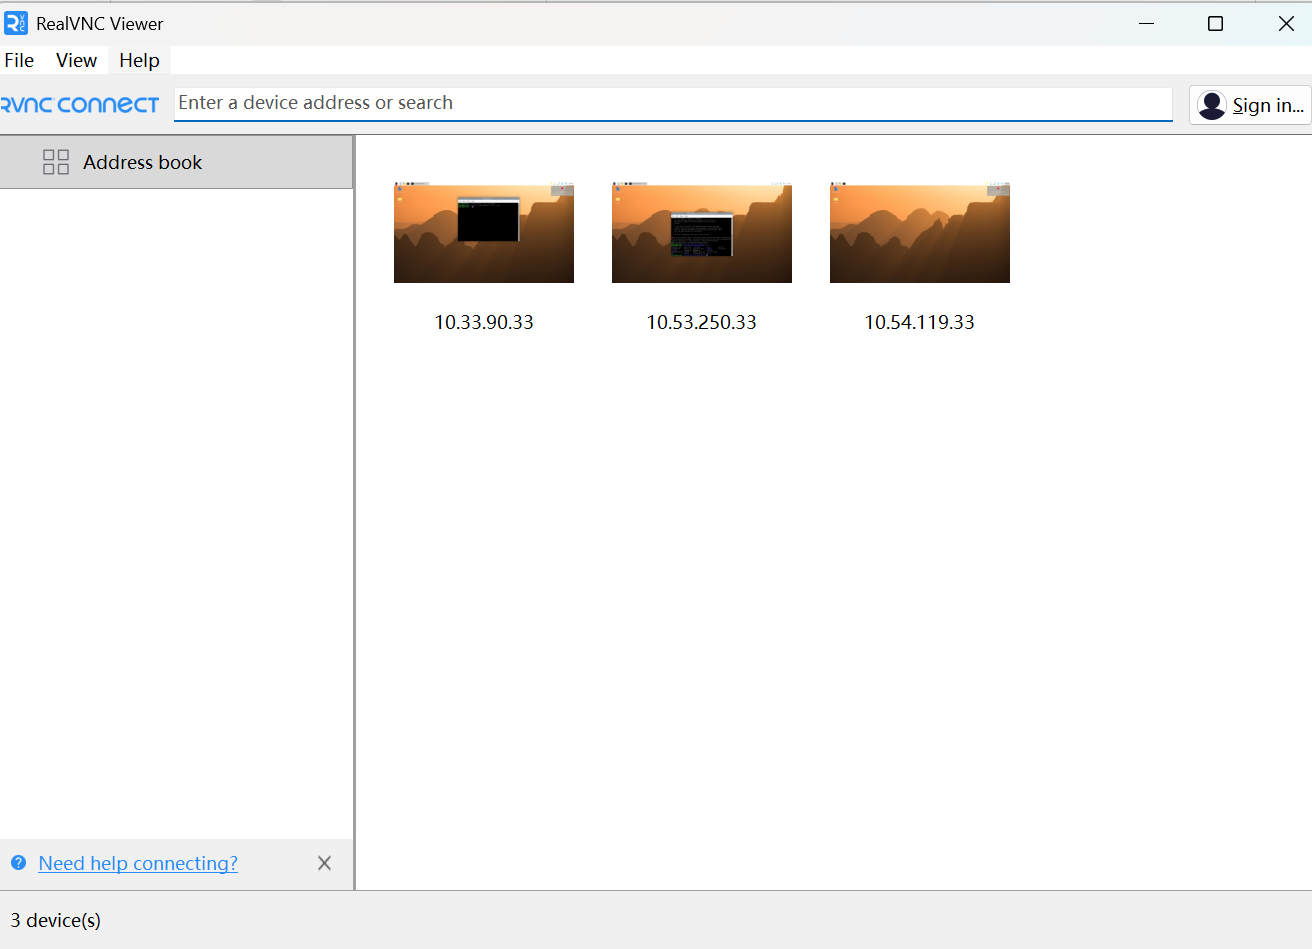 RealVNC Viewer
File View Help
RVNC CONNECT
Enter a device address or search
Sign in...
Address book
10.33.90.33
10.53.250.33
10.54.119.33
Need help connecting?
3 device(s)